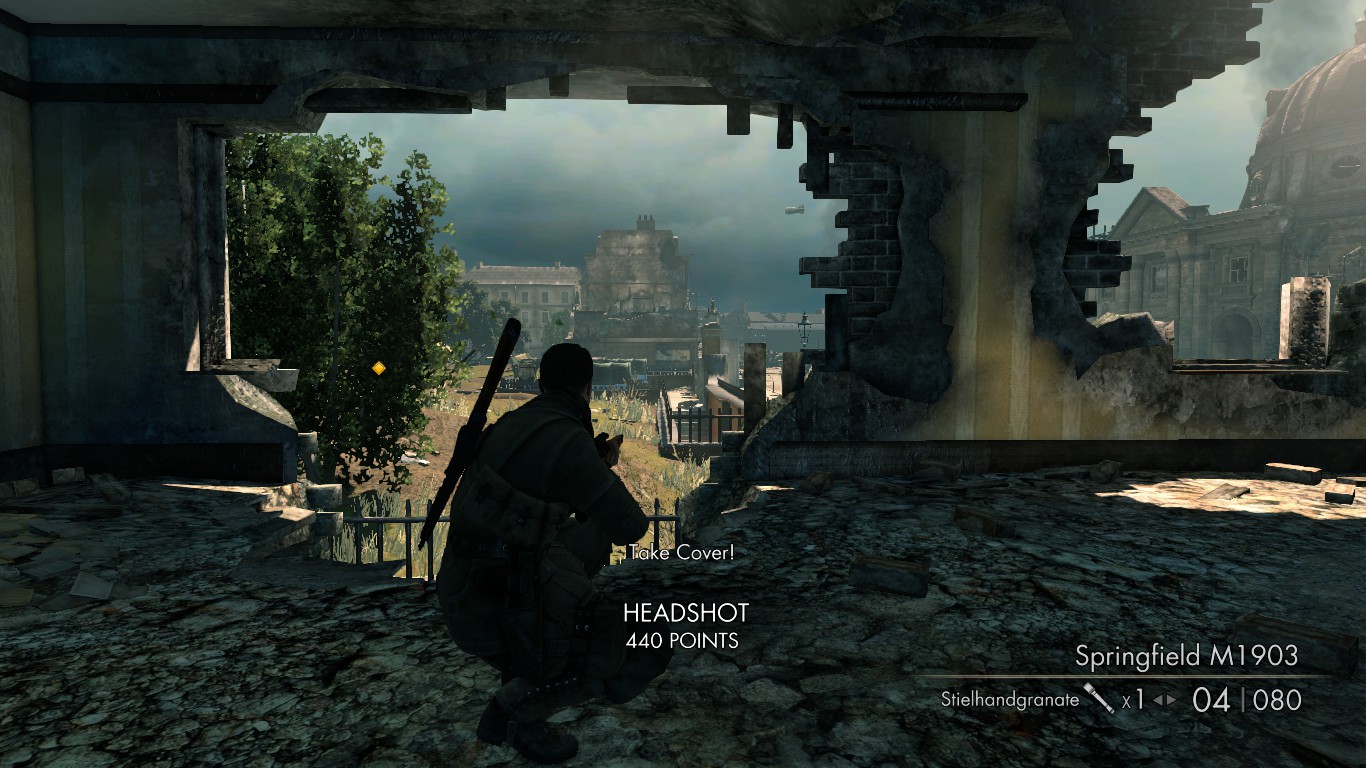 Take Cover!
HEADSHOT
440 POINTS
Springfield M1903
Stielhandgranate x1 04|080